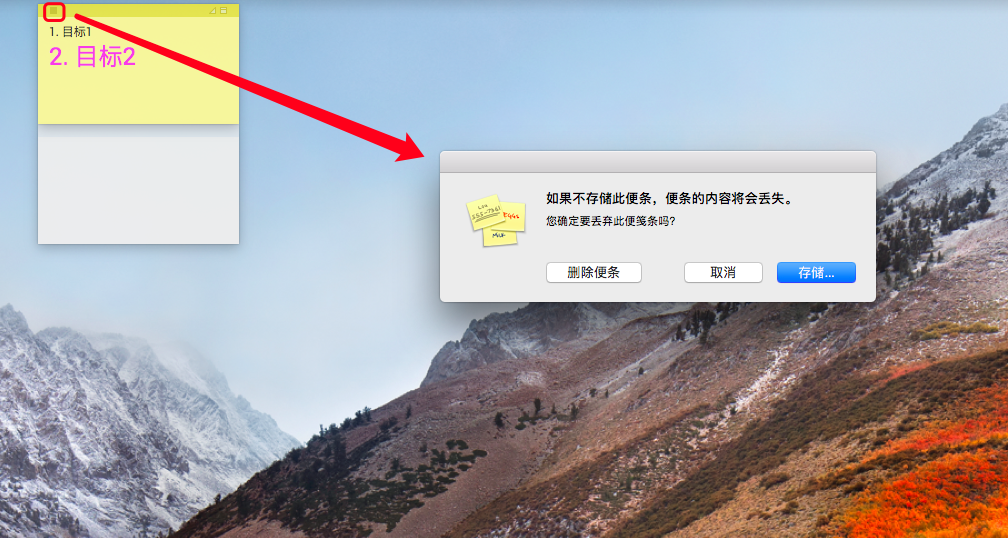 1. 目标1
2. 目标2
如果不存储此便条，便条的内容将会丢失。
您确定要丢弃此便笺条吗?
删除便条
取消
存储...
EGGS
MILK